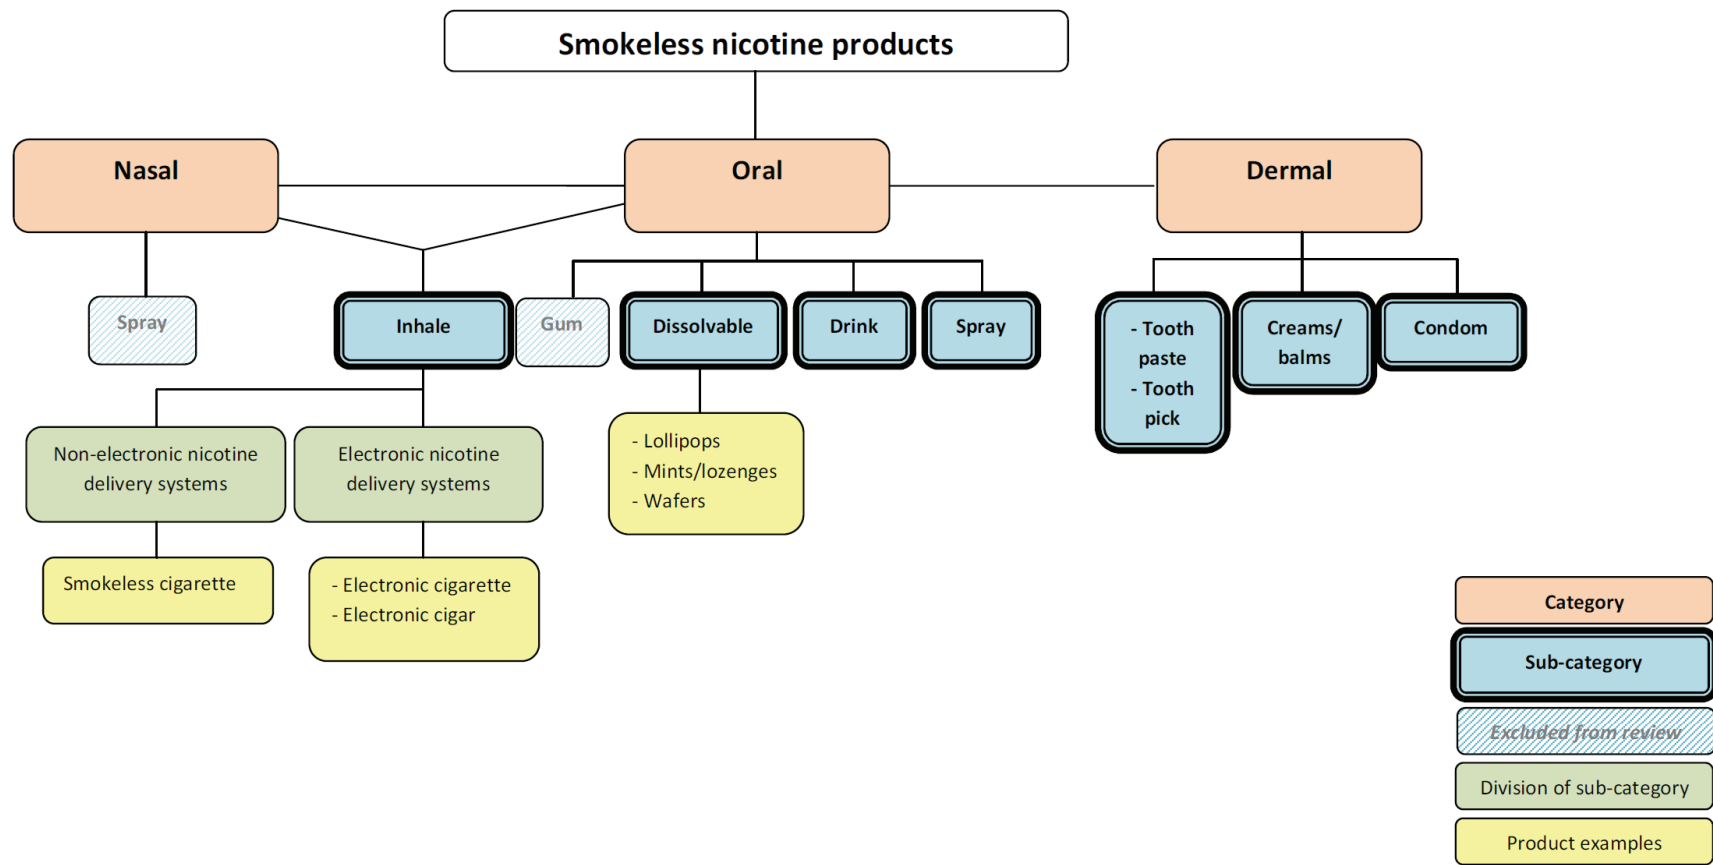 Smokeless nicotine products
Nasal
Oral
Dermal
Spray
Inhale
Gum
Dissolvable
Drink
Spray
- Tooth
paste
- Tooth
pick
Creams/
balms
Condom
Non-electronic nicotine
delivery systems
Electronic nicotine
delivery systems
- Lollipops
- Mints/lozenges
- Wafers
Smokeless cigarette
- Electronic cigarette
- Electronic cigar
Category
Sub-category
Excluded from review
Division of sub-category
Product examples